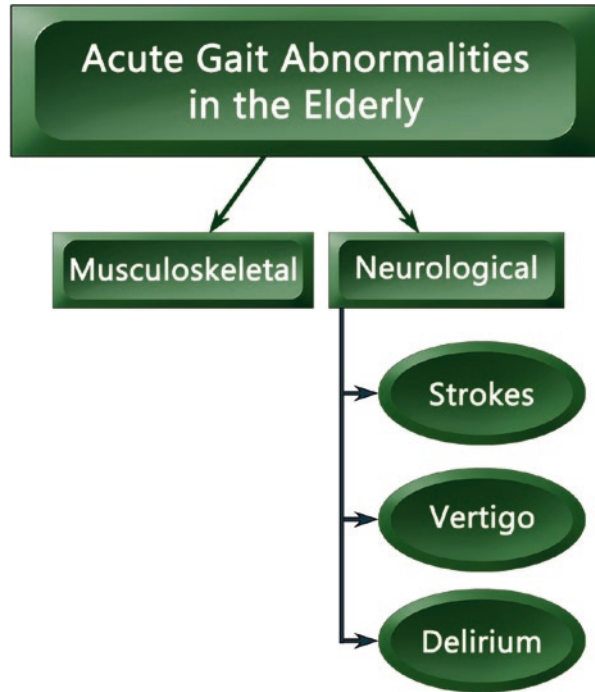 Acute Gait Abnormalities
in the Elderly
Musculoskeletal
Neurological
Strokes
Vertigo
Delirium